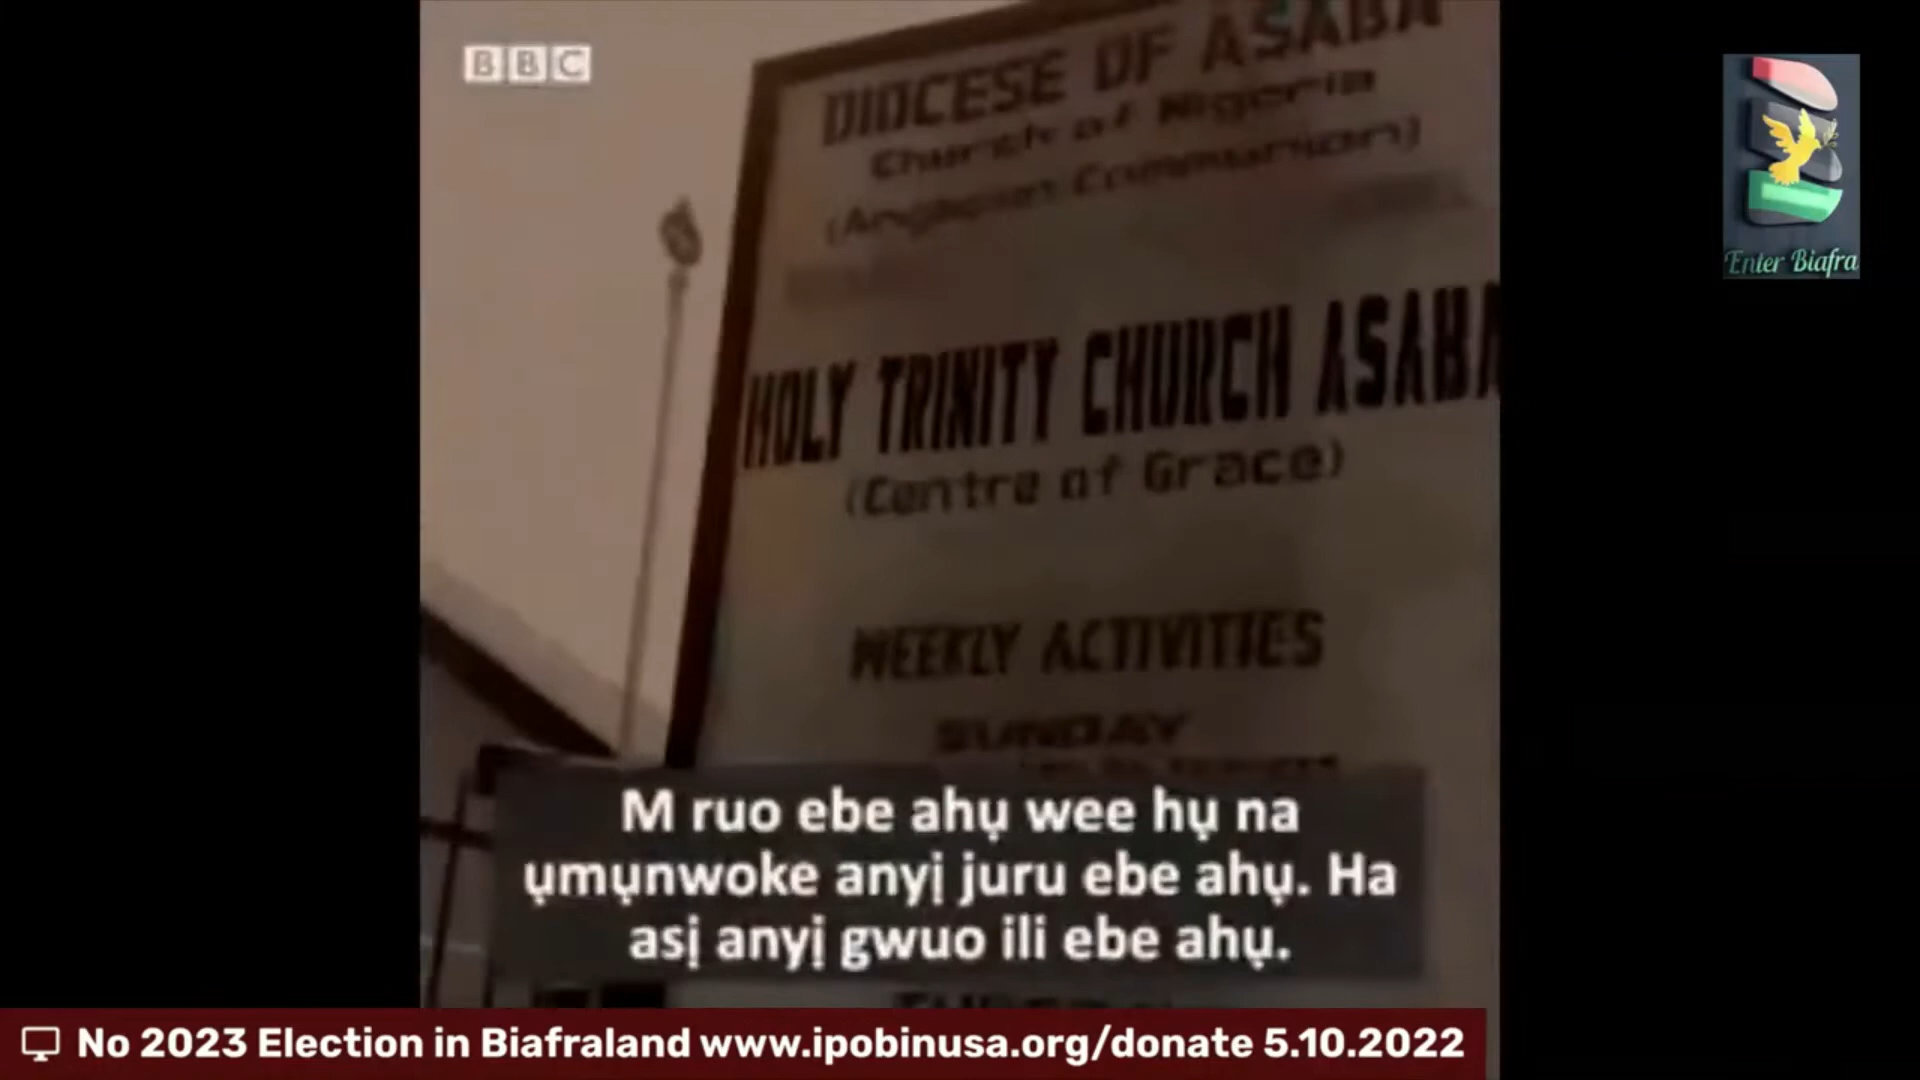 BBC
DIOCESE OF ASABA
Church of Nigeria
(Anglican Communion)
HOLY TRINITY CHURCH ASABA
(Centre of Grace)
WEEKLY ACTIVITIES
SUNDAY
M ruo ebe ahụ wee hụ na
ụmụnwoke anyị juru ebe ahụ. Ha
asị anyị gwuo ili ebe ahụ.
Enter Biafra
No 2023 Election in Biafraland www.ipobinusa.org/donate 5.10.2022